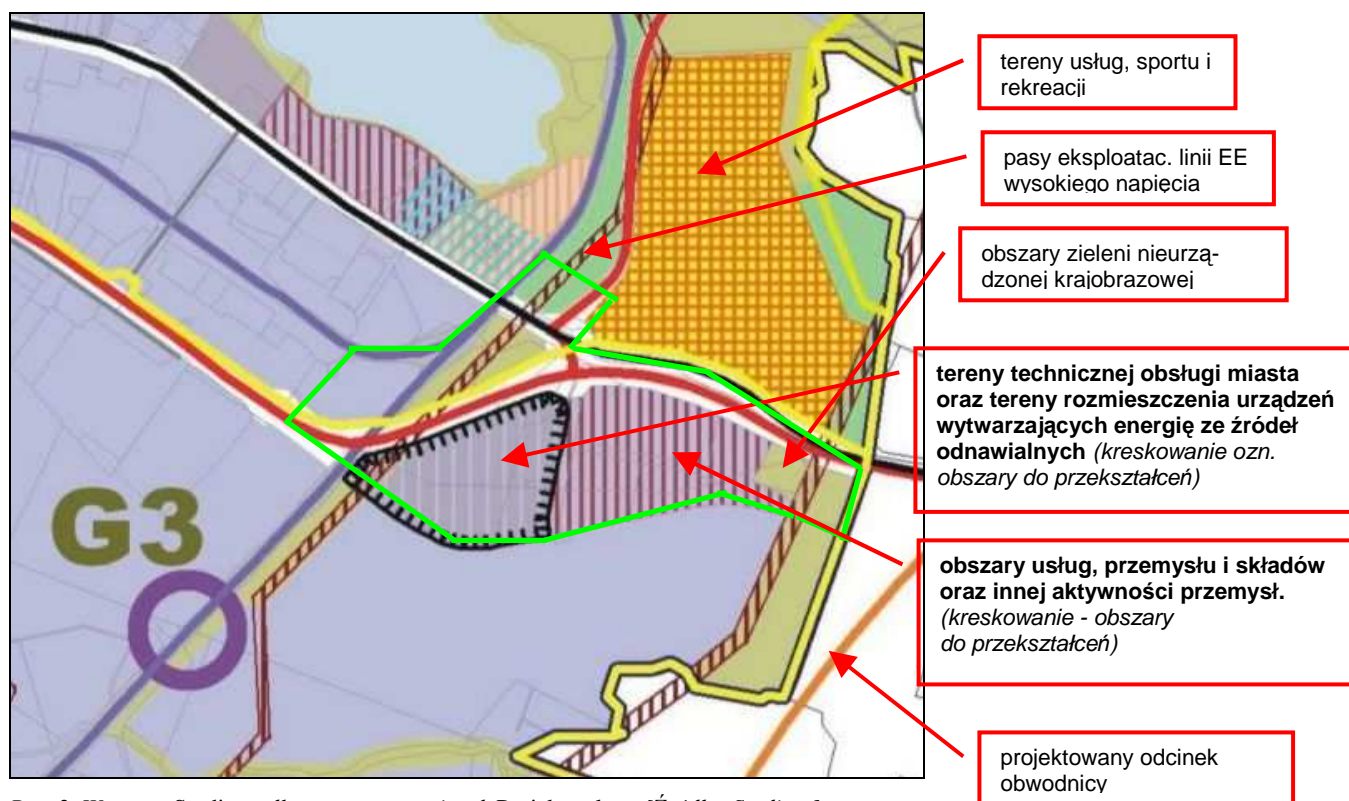 tereny usług, sportu i
rekreacji
pasy eksploatac. linii EE
wysokiego napięcia
obszary zieleni nieurzą-
dzonej krajobrazowej
tereny technicznej obsługi miasta
oraz tereny rozmieszczenia urządzeń
wytwarzających energię ze źródeł
odnawialnych (kreskowanie ozn.
obszary do przekształceń)
G3
obszary usług, przemysłu i składów
oraz innej aktywności przemysł.
(kreskowanie - obszary
do przekształceń)
projektowany odcinek
obwodnicy